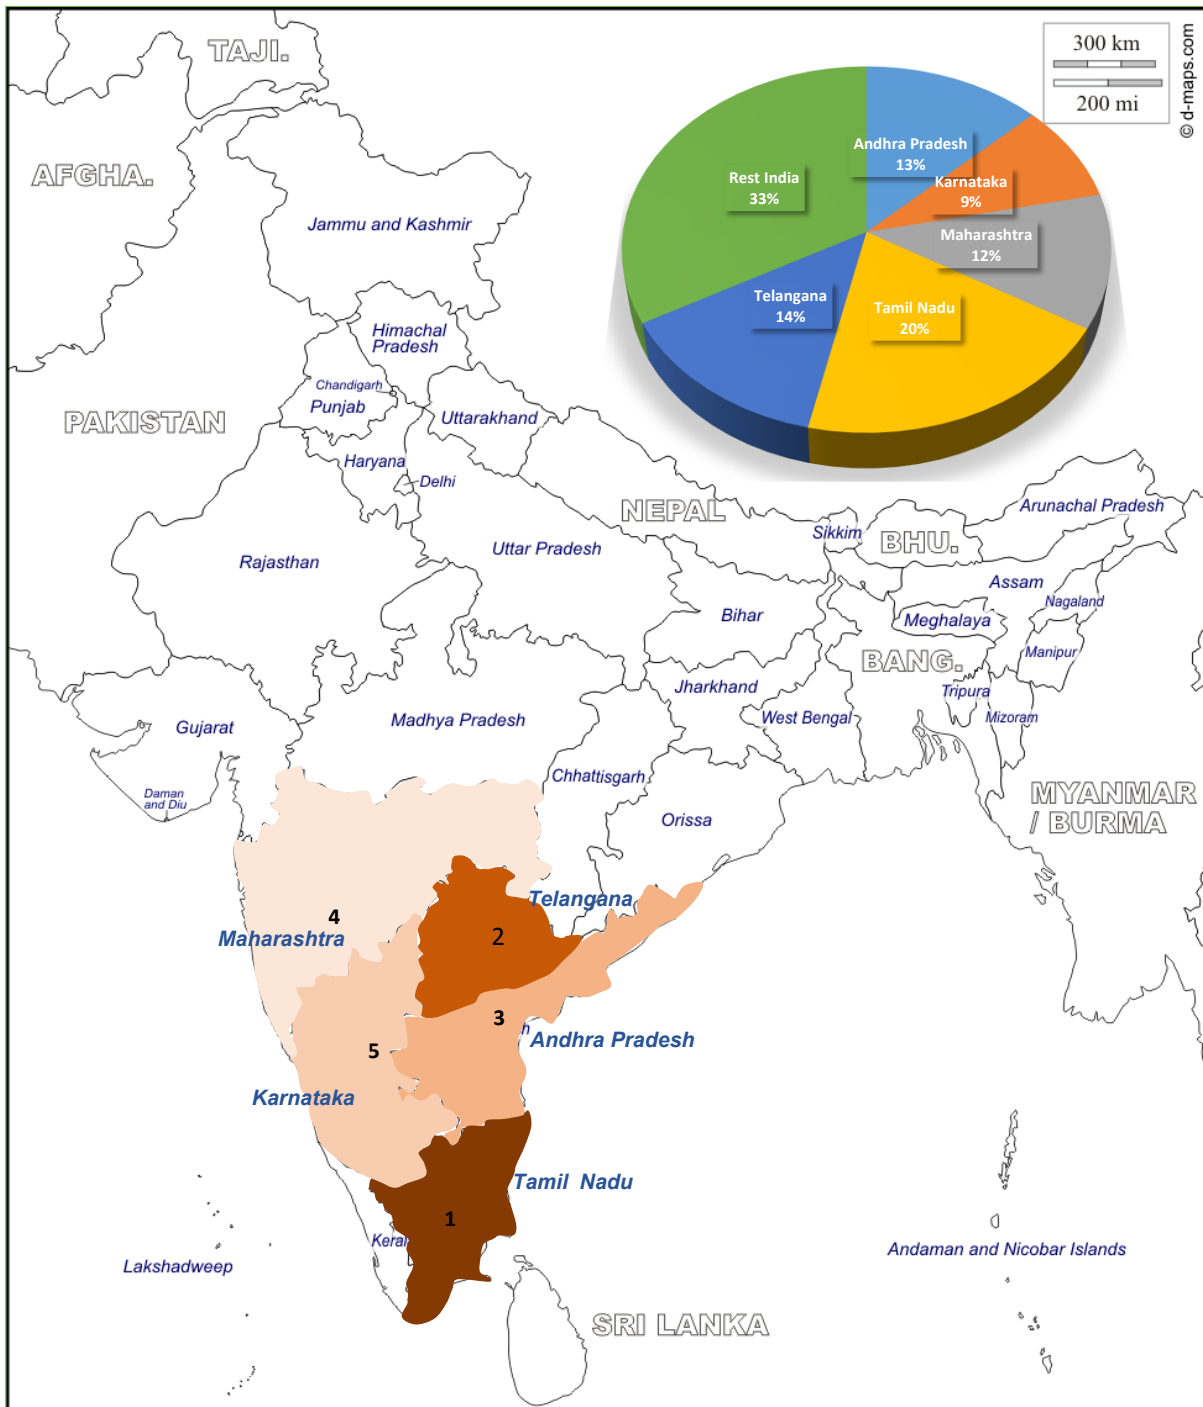 TAJI.
300 km
200 mi
© d-maps.com
AFGHA.
Andhra Pradesh
13%
Rest India
33%
Karnataka
9%
Jammu and Kashmir
Maharashtra
12%
Telangana
14%
Tamil Nadu
20%
Himachal
Pradesh
Chandigarh
Punjab
PAKISTAN
Uttarakhand
Haryana
Delhi
NEPAL
Arunachal Pradesh
Sikkim
BHU.
Uttar Pradesh
Rajasthan
Assam
Nagaland
Bihar
Meghalaya
Manipur
BANG.
Jharkhand
Tripura
Gujarat
Madhya Pradesh
West Bengal
Mizoram
Chhattisgarh
Daman
and Diu
MYANMAR
/ BURMA
Orissa
Telangana
4
Maharashtra
2
3
h
Andhra Pradesh
5
Karnataka
Tamil Nadu
1
Keral
Andaman and Nicobar Islands
Lakshadweep
SRI LANKA